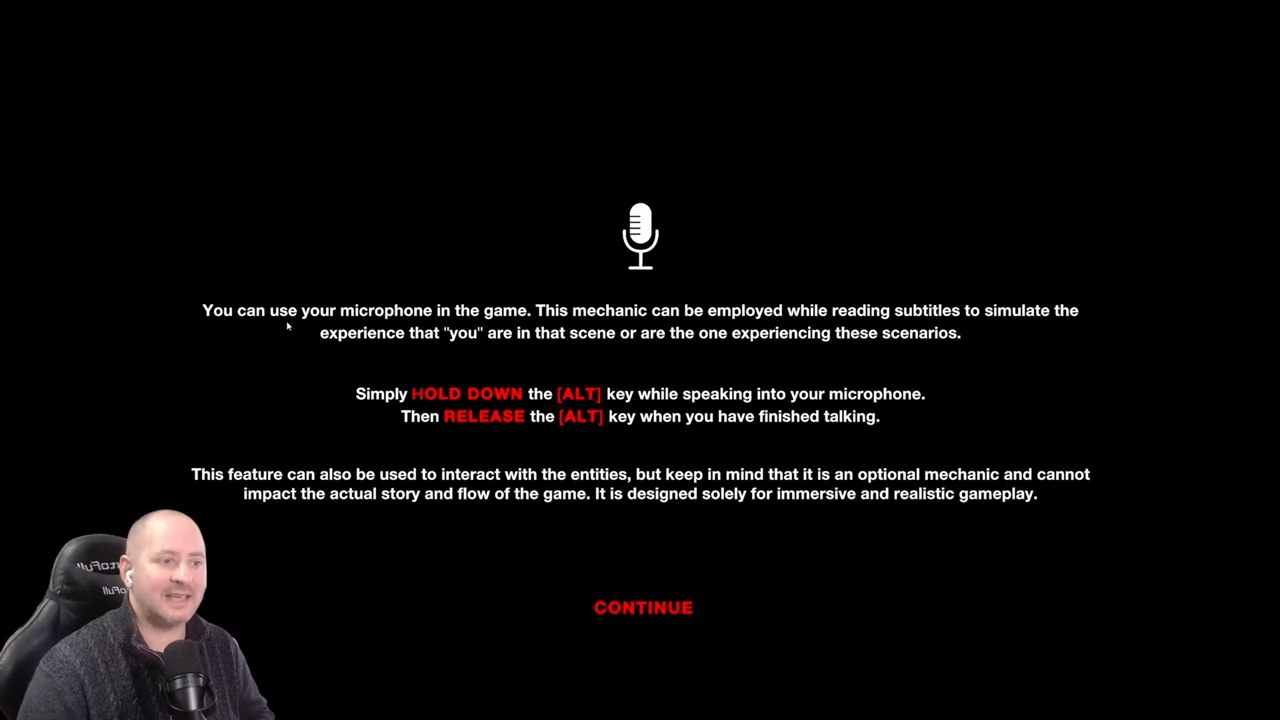 You can use your microphone in the game. This mechanic can be employed while reading subtitles to simulate the
experience that "you" are in that scene or are the one experiencing these scenarios.
Simply HOLD DOWN the [ALT] key while speaking into your microphone.
Then RELEASE the [ALT] key when you have finished talking.
This feature can also be used to interact with the entities, but keep in mind that it is an optional mechanic and cannot
impact the actual story and flow of the game. It is designed solely for immersive and realistic gameplay.
CONTINUE